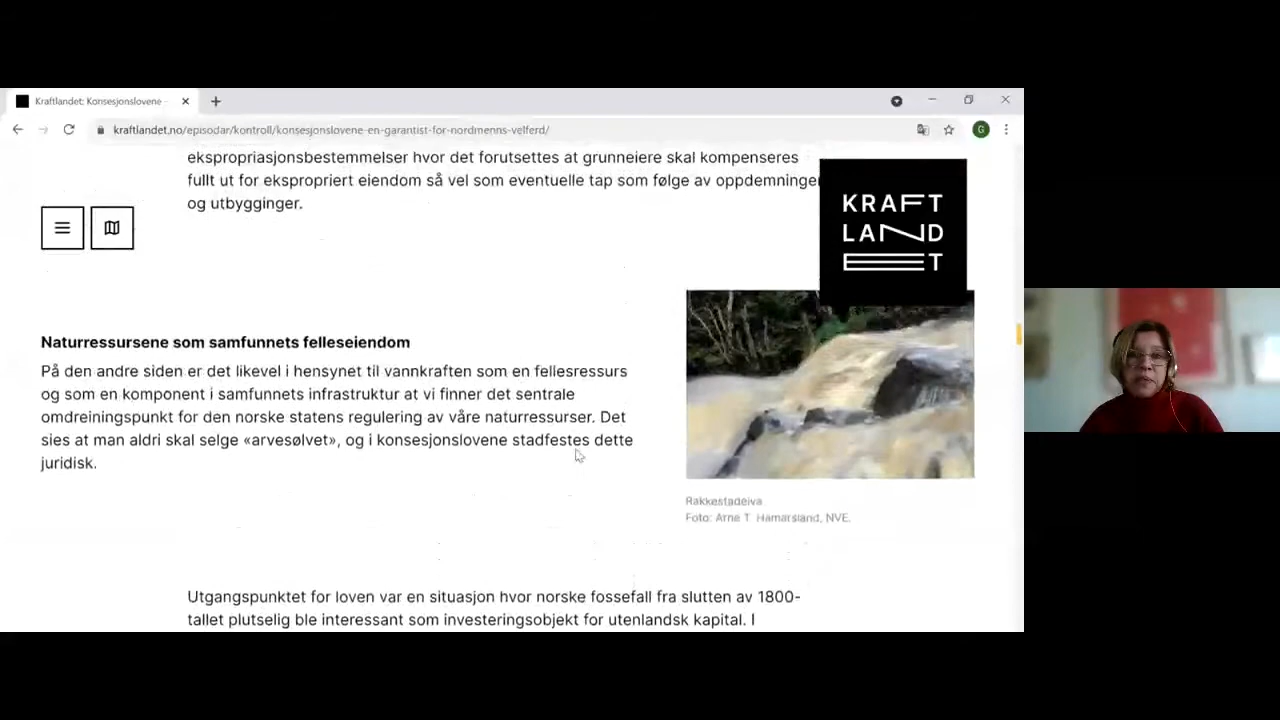 Kraftlandet: Konsesjonslovene -
kraftlandet.no/episodar/kontroll/konsesjonslovene-en-garantist-for-nordmenns-velferd/
G
ekspropriasjonsbestemmelser hvor det forutsettes at grunneiere skal kompenseres
fullt ut for ekspropriert eiendom så vel som eventuelle tap som følge av oppdemninger
og utbygginger.
KRAFT
LAND
ET
Naturressursene som samfunnets felleseiendom
På den andre siden er det likevel i hensynet til vannkraften som en fellesressurs
og som en komponent i samfunnets infrastruktur at vi finner det sentrale
omdreiningspunkt for den norske statens regulering av våre naturressurser. Det
sies at man aldri skal selge «arvesølvet», og i konsesjonslovene stadfestes dette
juridisk.
Rakkestadelva
Foto: Arne T. Hamarsland, NVE.
Utgangspunktet for loven var en situasjon hvor norske fossefall fra slutten av 1800-
tallet plutselig ble interessant som investeringsobjekt for utenlandsk kapital. I